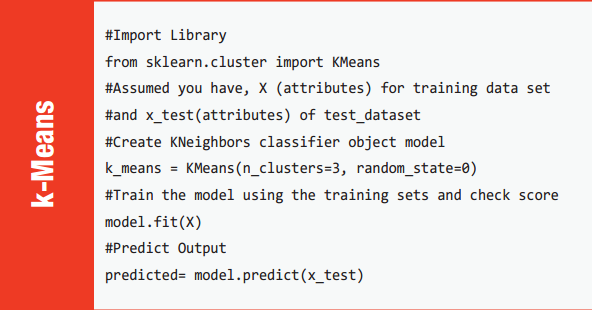 k-Means
#Import Library
from sklearn.cluster import KMeans
#Assumed you have, X (attributes) for training data set
#and x_test(attributes) of test_dataset
#Create KNeighbors classifier object model
k_means = KMeans(n_clusters=3, random_state=0)
#Train the model using the training sets and check score
model.fit(X)
#Predict Output
predicted= model.predict(x_test)